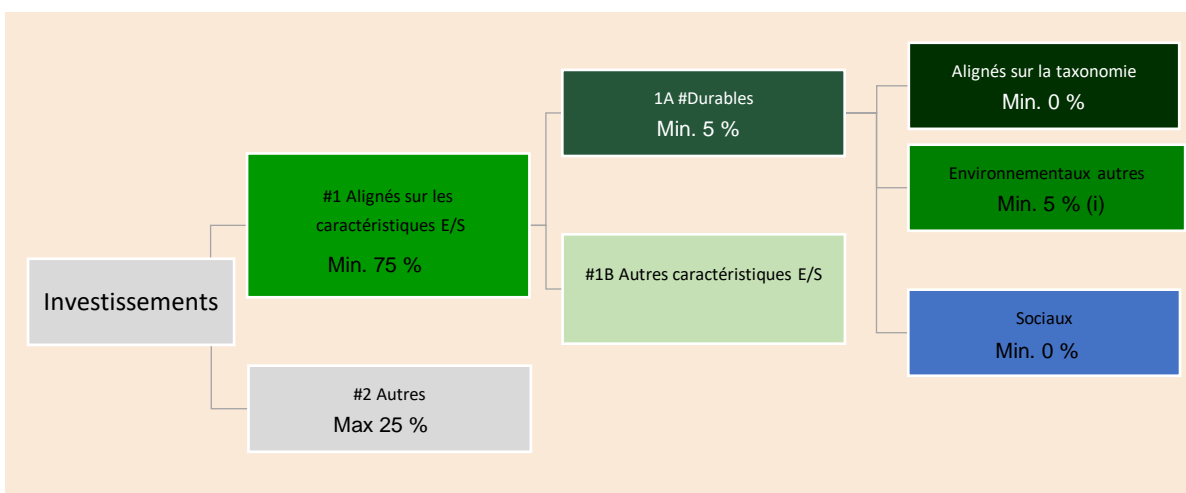 Investissements
#1 Alignés sur les
caractéristiques E/S
Min. 75 %
#2 Autres
Max 25 %
1A #Durables
Min. 5 %
#1B Autres caractéristiques E/S
Alignés sur la taxonomie
Min. 0 %
Environnementaux autres
Min. 5 % (i)
Sociaux
Min. 0 %